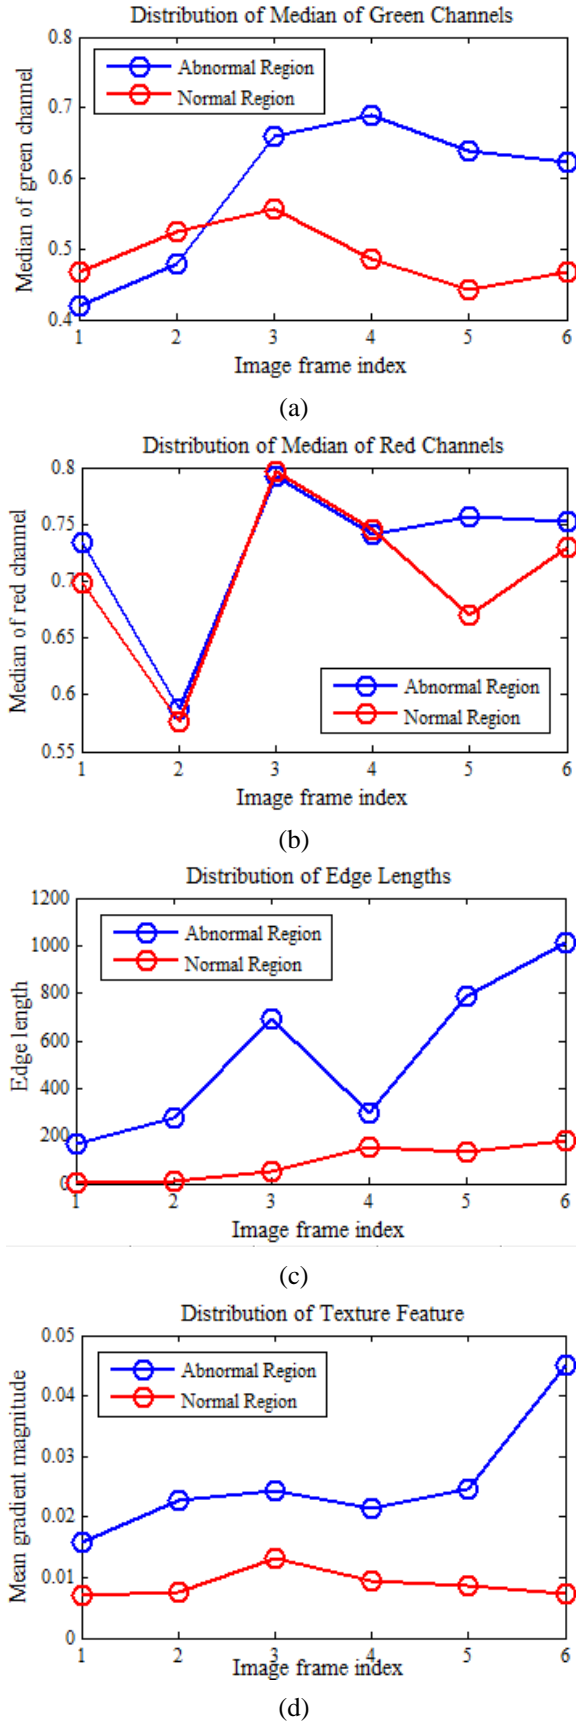 Distribution of Median of Green Channels
0.8
0.7
0.6
0.5
0.4
Median of green channel
Abnormal Region
Normal Region
1 2 3 4 5 6
Image frame index
(a)
Distribution of Median of Red Channels
0.8
0.75
0.7
0.65
0.6
0.55
Median of red channel
Abnormal Region
Normal Region
1 2 3 4 5 6
Image frame index
(b)
Distribution of Edge Lengths
1200
1000
800
600
400
200
0
Edge length
Abnormal Region
Normal Region
1 2 3 4 5 6
Image frame index
(c)
Distribution of Texture Feature
0.05
0.04
0.03
0.02
0.01
0
Mean gradient magnitude
Abnormal Region
Normal Region
1 2 3 4 5 6
Image frame index
(d)